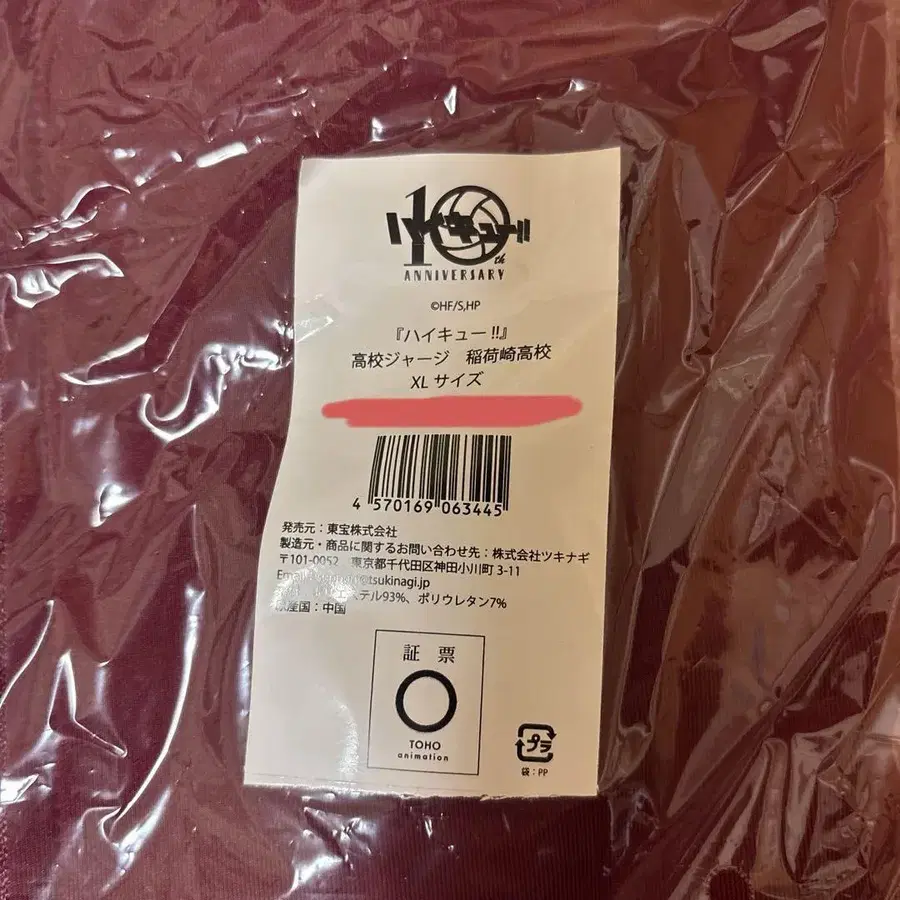 10th
ハイキュー!!
ANNIVERSARY
©HF/S,HP
『ハイキュー!!』
高校ジャージ 稲荷崎高校
XL サイズ
4 570169 063445
発売元：東宝株式会社
製造元・商品に関するお問い合わせ先：株式会社ツキナギ
〒101-0052 東京都千代田区神田小川町 3-11
@tsukinagi.jp
ステル93%、ポリウレタン7%
原産国：中国
証 票
TOHO
animation
プラ
袋：PP